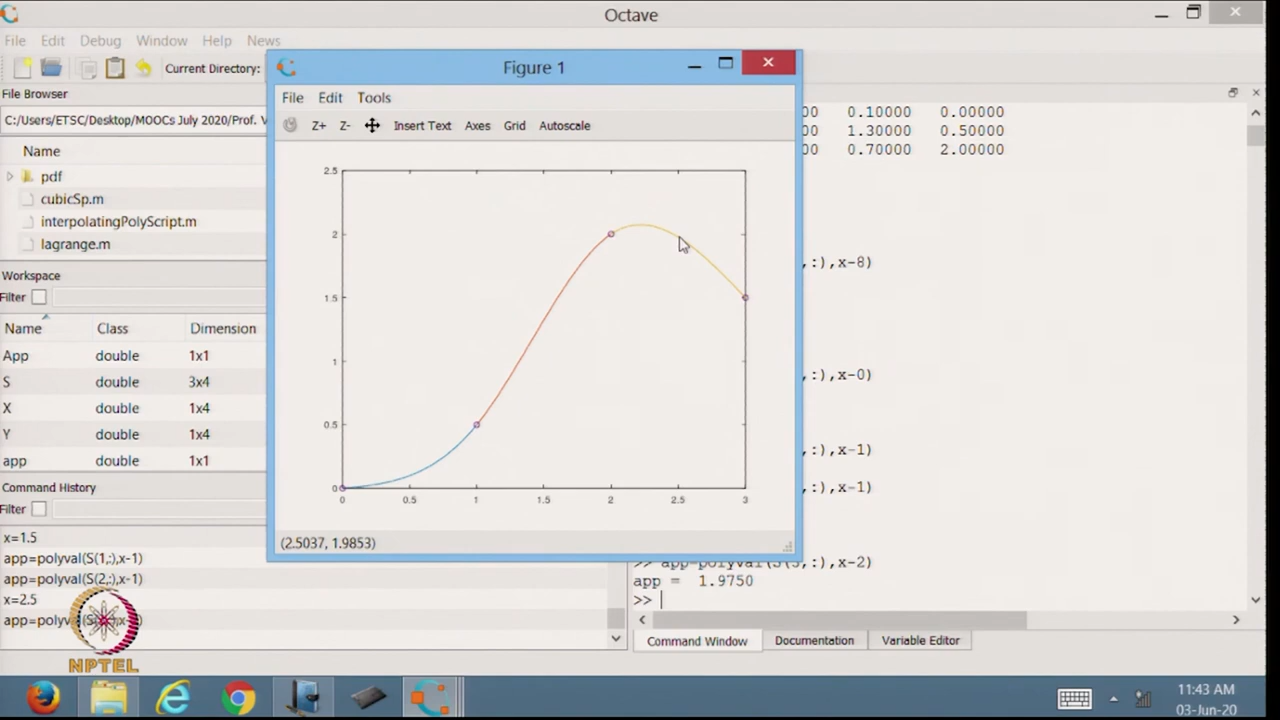 Octave
File Edit Debug Window Help News
Current Directory:
File Browser
C:/Users/ETSC/Desktop/MOOCs July 2020/Prof. V
Name
pdf
cubicSp.m
interpolatingPolyScript.m
lagrange.m
Workspace
Filter
Name Class Dimension
App double 1x1
S double 3x4
X double 1x4
Y double 1x4
app double 1x1
Command History
Filter
x=1.5
app=polyval(S(1,:),x-1)
app=polyval(S(2,:),x-1)
x=2.5
NPTEL
Figure 1
File Edit Tools
Z+ Z- Insert Text Axes Grid Autoscale
2.5
2
1.5
1
0.5
0
0 0.5 1 1.5 2 2.5 3
(2.5037, 1.9853)
00 0.10000 0.00000
00 1.30000 0.50000
00 0.70000 2.00000
,:),x-8)
,:),x-0)
,:),x-1)
,:),x-1)
,:),x-2)
app = 1.9750
>>
Command Window Documentation Variable Editor
11:43 AM
03-Jun-20